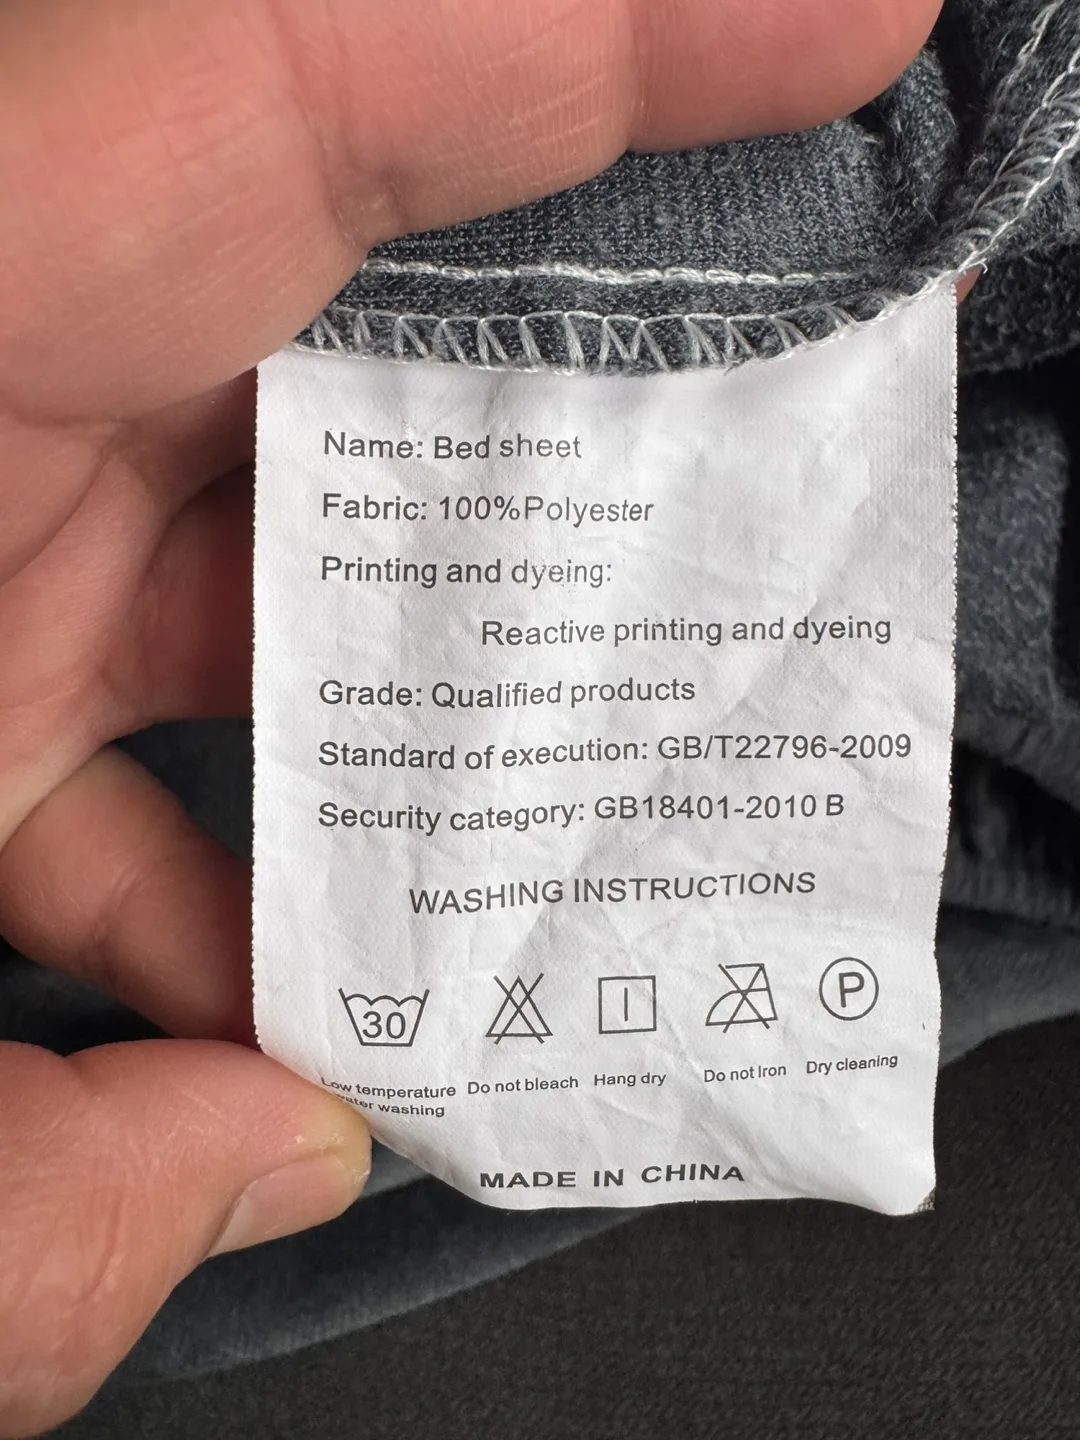 Name: Bed sheet
Fabric: 100%Polyester
Printing and dyeing:
Reactive printing and dyeing
Grade: Qualified products
Standard of execution: GB/T22796-2009
Security category: GB18401-2010 B
WASHING INSTRUCTIONS
30
P
Low temperature water washing
Do not bleach
Hang dry
Do not Iron
Dry cleaning
MADE IN CHINA